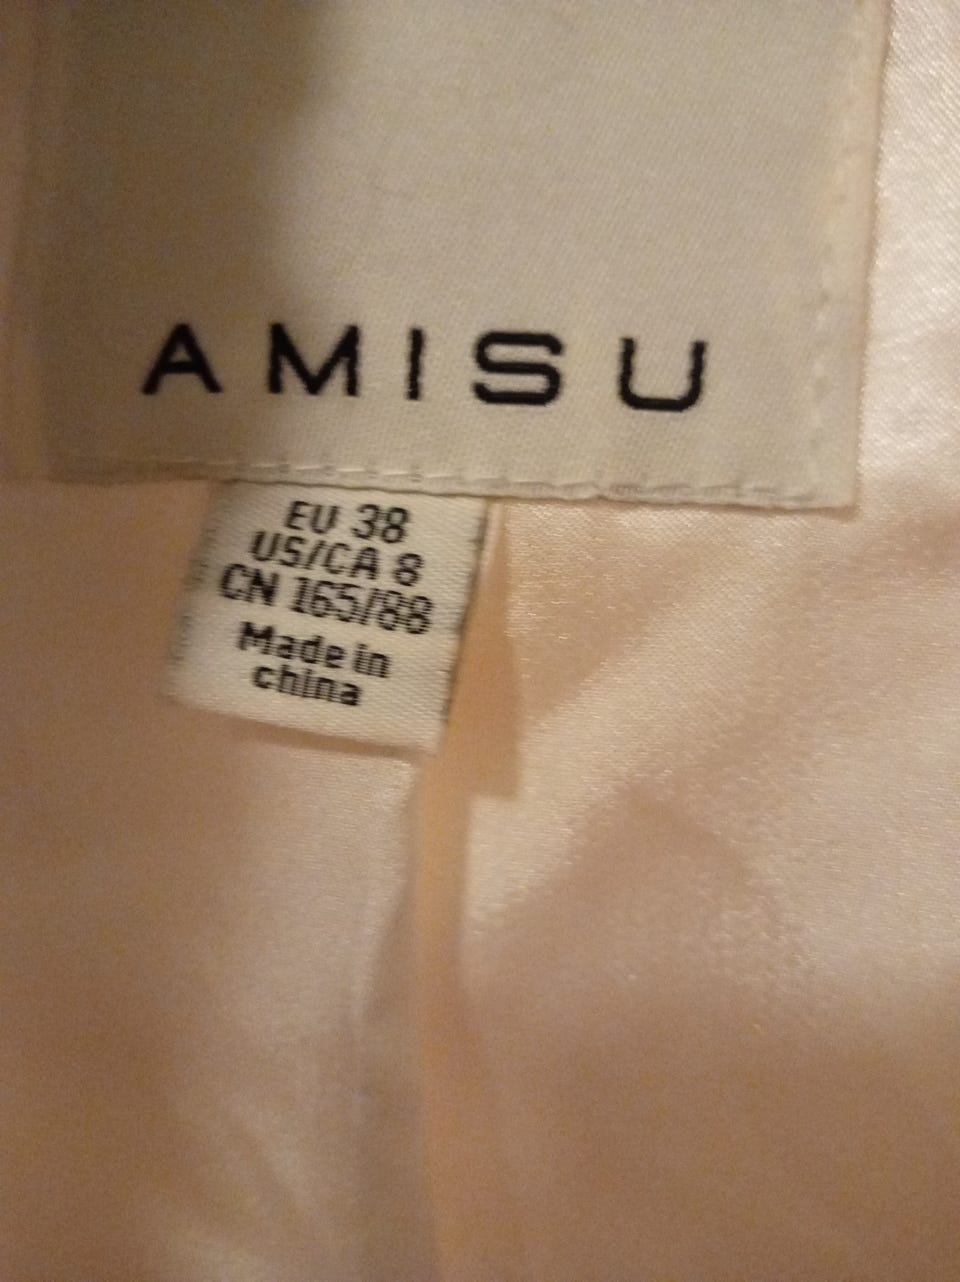 AMISU
EU 38
US/CA 8
CN 165/88
Made in
china